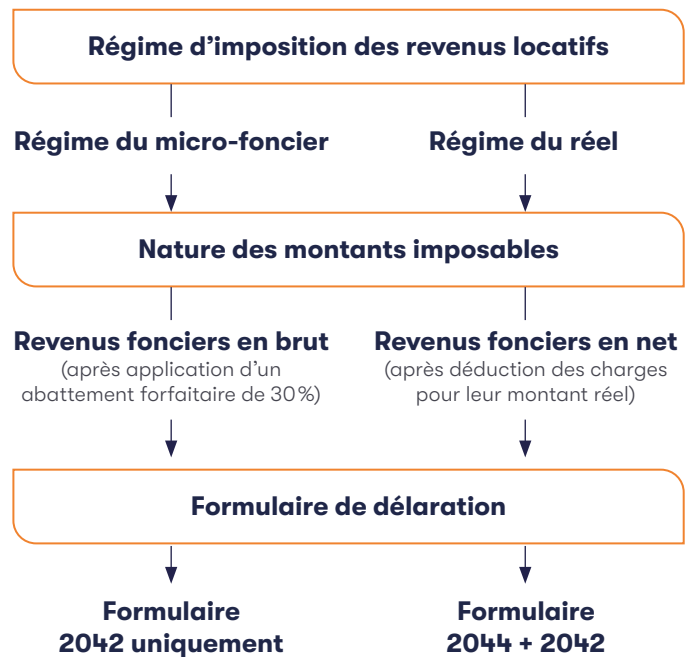 Régime d’imposition des revenus locatifs
Régime du micro-foncier
Régime du réel
Nature des montants imposables
Revenus fonciers en brut
(après application d’un
abattement forfaitaire de 30%)
Revenus fonciers en net
(après déduction des charges
pour leur montant réel)
Formulaire de délaration
Formulaire
2042 uniquement
Formulaire
2044 + 2042